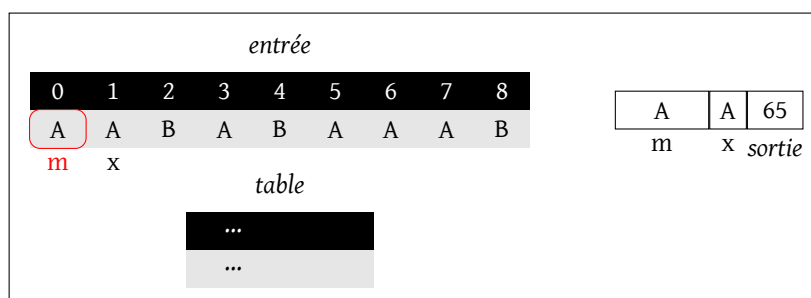 entrée
0 1 2 3 4 5 6 7 8
A A B A B A A A B
m x
A A 65
m x sortie
table
...
...